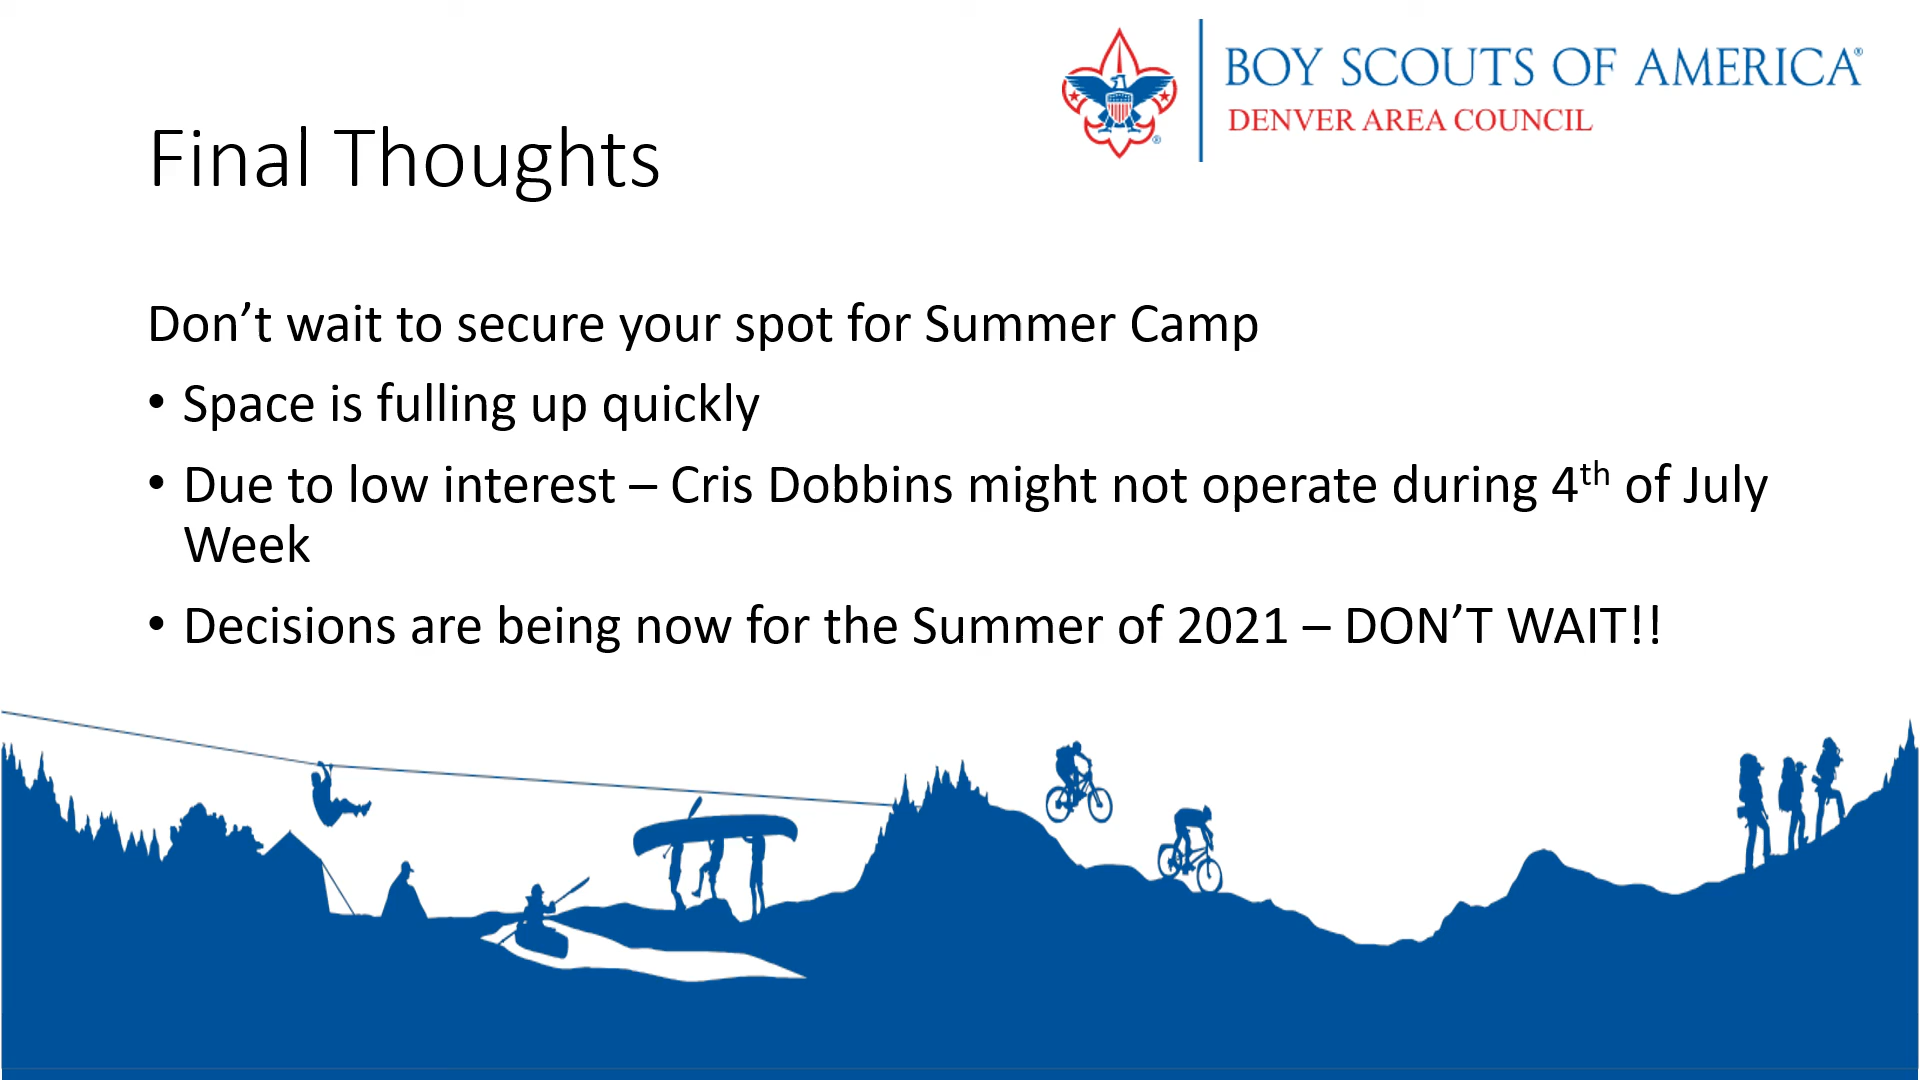 BOY SCOUTS OF AMERICA®
DENVER AREA COUNCIL
Final Thoughts
Don’t wait to secure your spot for Summer Camp
• Space is fulling up quickly
• Due to low interest – Cris Dobbins might not operate during 4th of July
Week
• Decisions are being now for the Summer of 2021 – DON’T WAIT!!